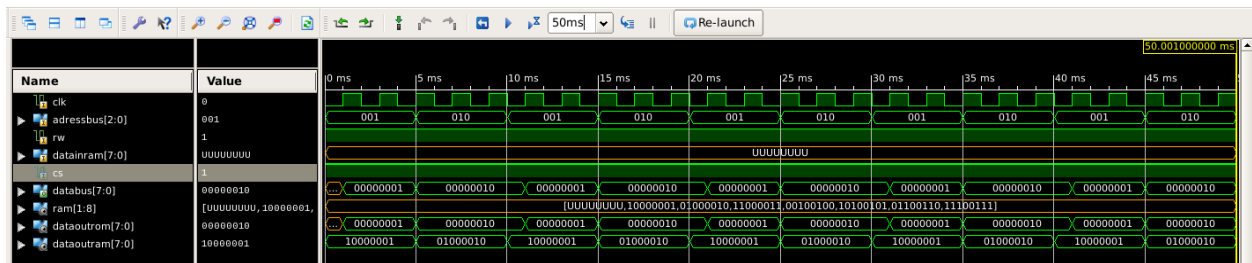 50ms Re-launch
50.001000000 ms
Name Value 0 ms 5 ms 10 ms 15 ms 20 ms 25 ms 30 ms 35 ms 40 ms 45 ms
clk 0
adressbus[2:0] 001 001 010 001 010 001 010 001 010 001 010
rw 1
datainram[7:0] UUUUUUUU UUUUUUUU
cs 1
databus[7:0] 00000010 ... 00000001 00000010 00000001 00000010 00000001 00000010 00000001 00000010 00000001 00000010
ram[1:8] [UUUUUUUU,10000001, [UUUUUUUU,10000001,01000010,11000011,00100100,10100101,01100110,11100111]
dataoutrom[7:0] 00000010 ... 00000001 00000010 00000001 00000010 00000001 00000010 00000001 00000010 00000001 00000010
dataoutram[7:0] 10000001 10000001 01000010 10000001 01000010 10000001 01000010 10000001 01000010 10000001 01000010